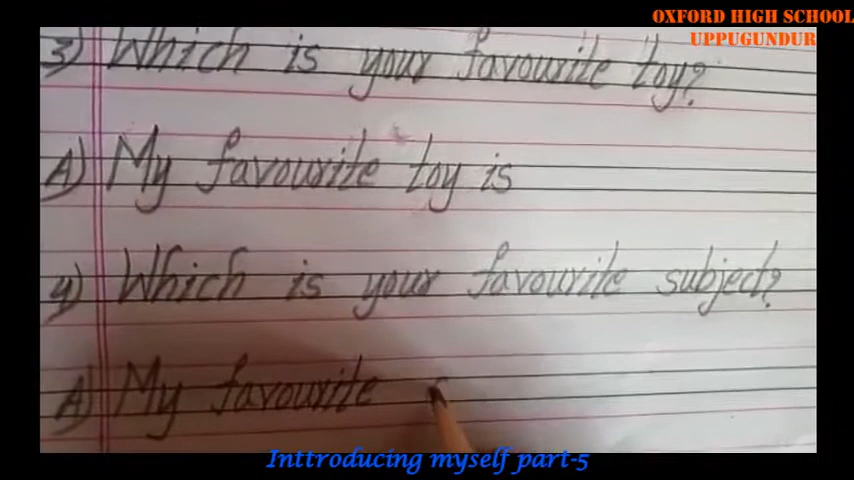 OXFORD HIGH SCHOOL
UPPUGUNDUR
3) Which is your favourite toy?
A) My favourite toy is
4) Which is your favourite subject?
A) My favourite
Inttroducing myself part-5